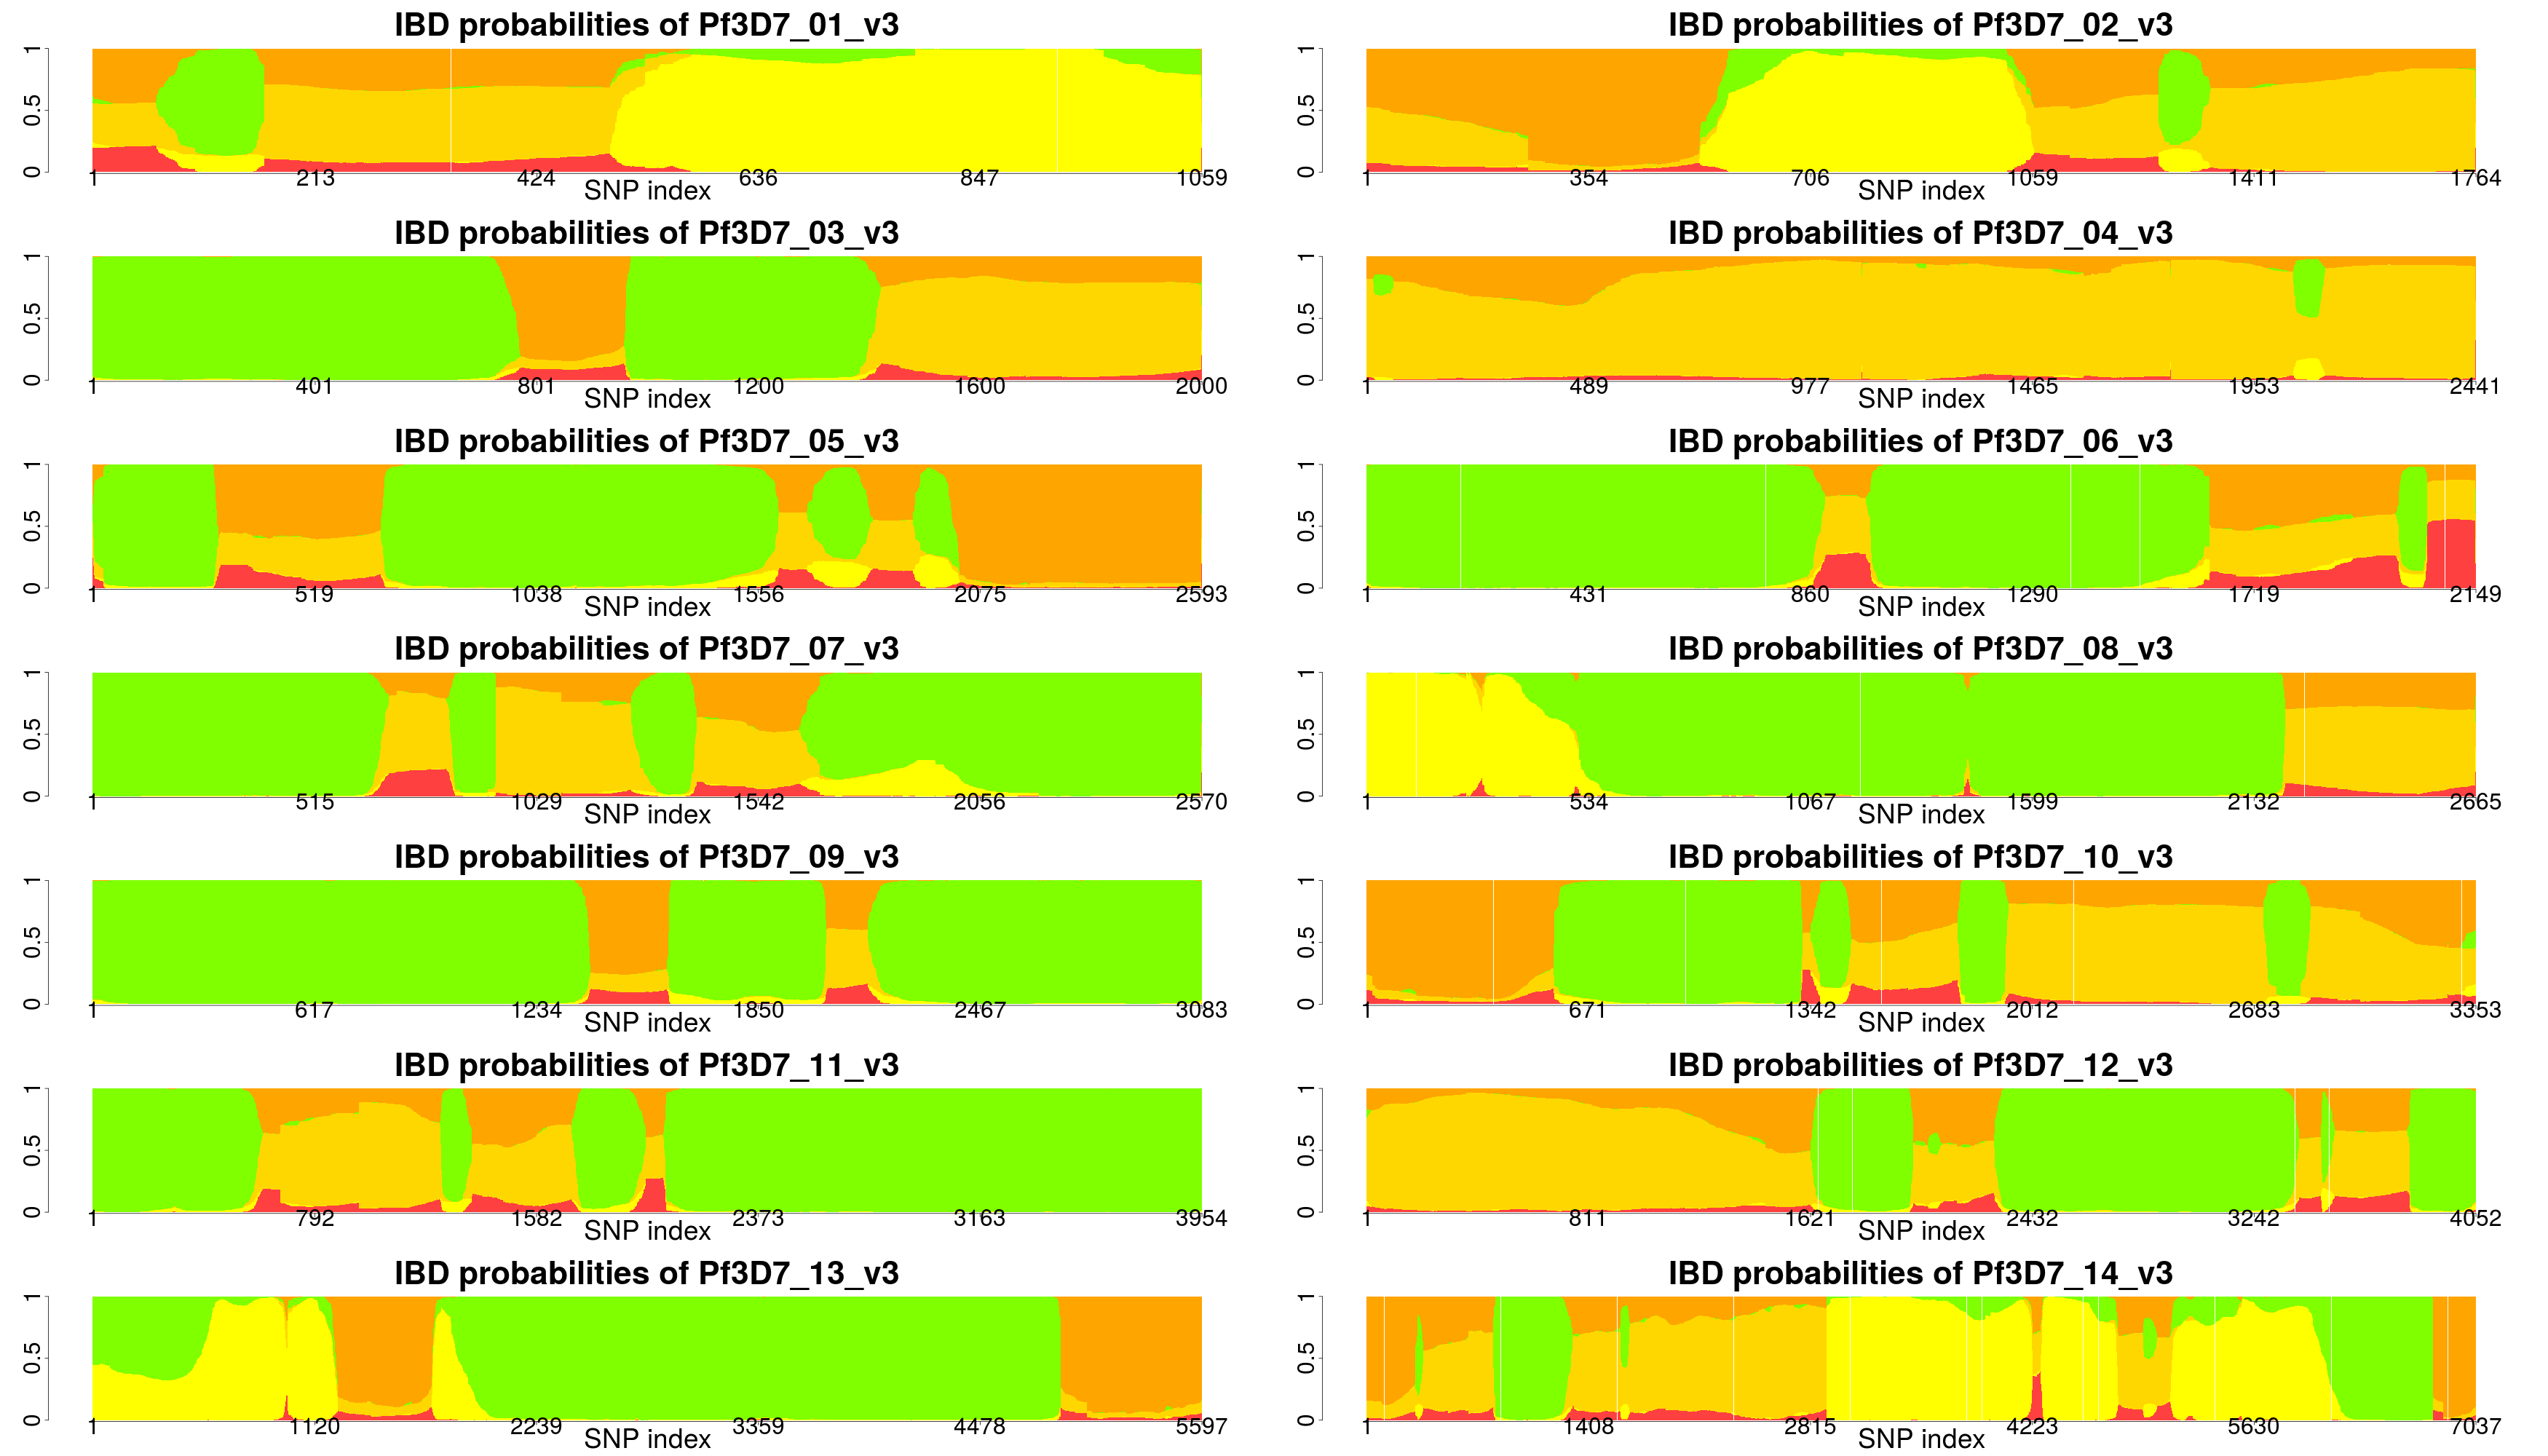 IBD probabilities of Pf3D7_01_v3
0 0.5 1
1 213 424 636 847 1059
SNP index
IBD probabilities of Pf3D7_02_v3
0 0.5 1
1 354 706 1059 1411 1764
SNP index
IBD probabilities of Pf3D7_03_v3
0 0.5 1
1 401 801 1200 1600 2000
SNP index
IBD probabilities of Pf3D7_04_v3
0 0.5 1
1 489 977 1465 1953 2441
SNP index
IBD probabilities of Pf3D7_05_v3
0 0.5 1
1 519 1038 1556 2075 2593
SNP index
IBD probabilities of Pf3D7_06_v3
0 0.5 1
1 431 860 1290 1719 2149
SNP index
IBD probabilities of Pf3D7_07_v3
0 0.5 1
1 515 1029 1542 2056 2570
SNP index
IBD probabilities of Pf3D7_08_v3
0 0.5 1
1 534 1067 1599 2132 2665
SNP index
IBD probabilities of Pf3D7_09_v3
0 0.5 1
1 617 1234 1850 2467 3083
SNP index
IBD probabilities of Pf3D7_10_v3
0 0.5 1
1 671 1342 2012 2683 3353
SNP index
IBD probabilities of Pf3D7_11_v3
0 0.5 1
1 792 1582 2373 3163 3954
SNP index
IBD probabilities of Pf3D7_12_v3
0 0.5 1
1 811 1621 2432 3242 4052
SNP index
IBD probabilities of Pf3D7_13_v3
0 0.5 1
1 1120 2239 3359 4478 5597
SNP index
IBD probabilities of Pf3D7_14_v3
0 0.5 1
1 1408 2815 4223 5630 7037
SNP index